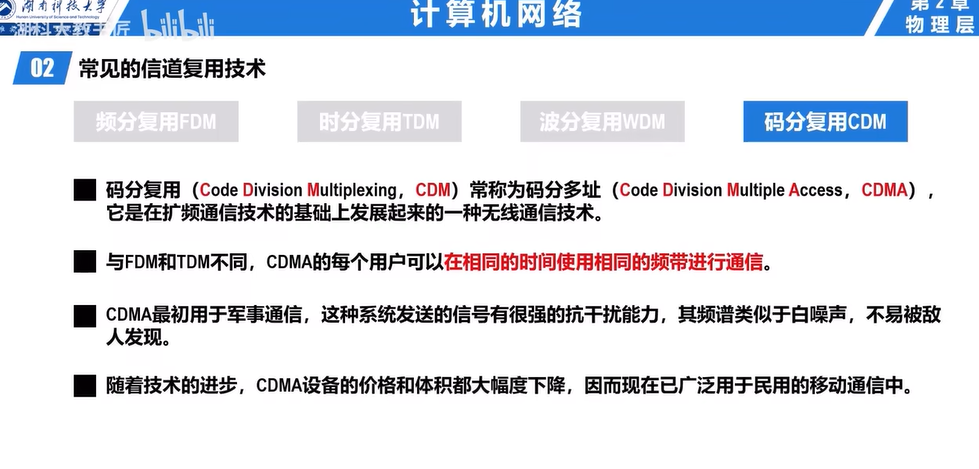 湖南科技大学
Hunan University of Science and Technology
计算机网络
第2章
物理层
湖科大教书匠 bilibili
02 常见的信道复用技术
频分复用FDM 时分复用TDM 波分复用WDM 码分复用CDM
码分复用（Code Division Multiplexing，CDM）常称为码分多址（Code Division Multiple Access，CDMA），
它是在扩频通信技术的基础上发展起来的一种无线通信技术。
与FDM和TDM不同，CDMA的每个用户可以在相同的时间使用相同的频带进行通信。
CDMA最初用于军事通信，这种系统发送的信号有很强的抗干扰能力，其频谱类似于白噪声，不易被敌
人发现。
随着技术的进步，CDMA设备的价格和体积都大幅度下降，因而现在已广泛用于民用的移动通信中。